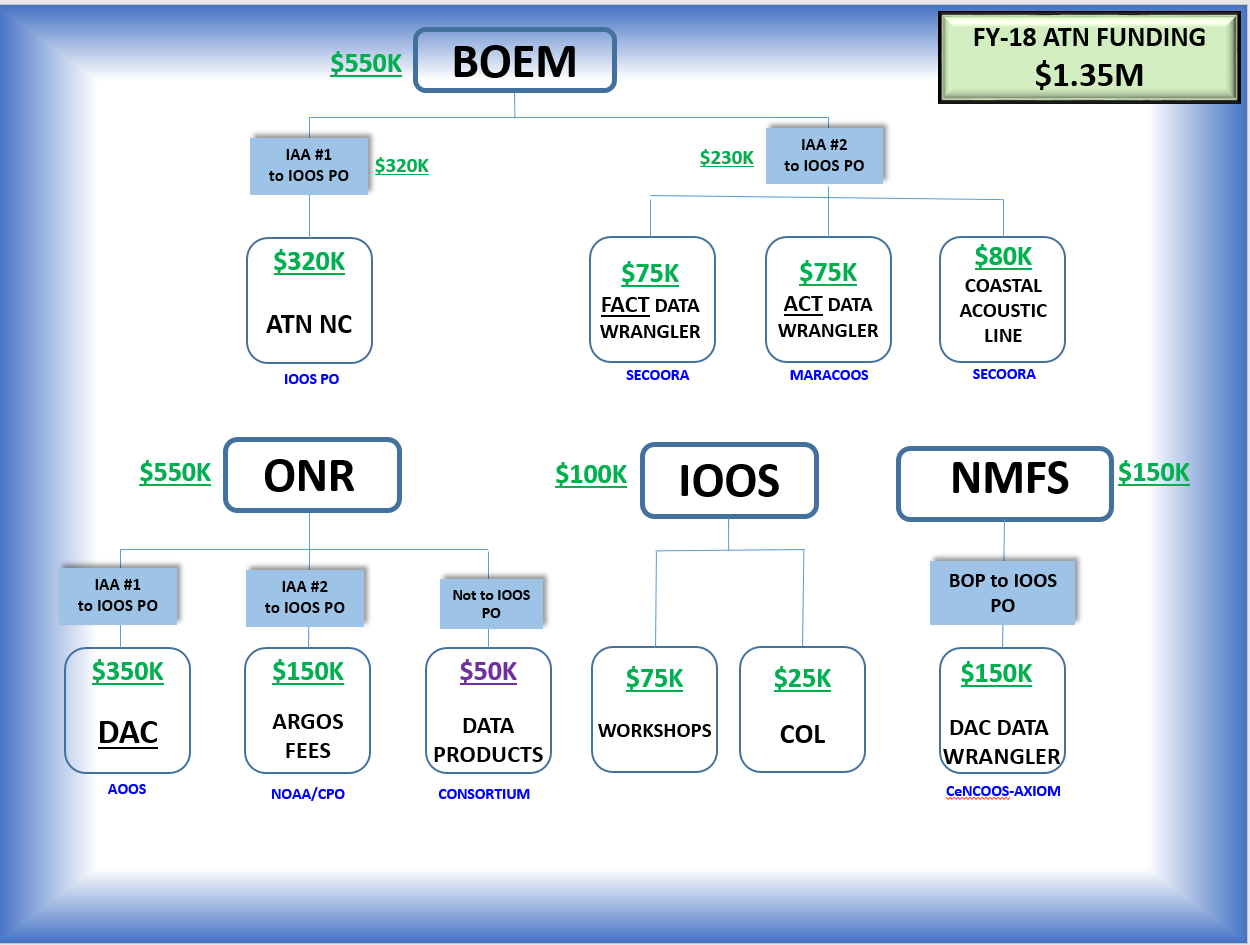 FY-18 ATN FUNDING
$1.35M
$550K
BOEM
IAA #1
to IOOS PO
$320K
$230K
IAA #2
to IOOS PO
$320K
ATN NC
IOOS PO
$75K
FACT DATA
WRANGLER
SECOORA
$75K
ACT DATA
WRANGLER
MARACOOS
$80K
COASTAL
ACOUSTIC
LINE
SECOORA
$550K
ONR
$100K
IOOS
NMFS
$150K
IAA #1
to IOOS PO
IAA #2
to IOOS PO
Not to IOOS
PO
BOP to IOOS
PO
$350K
DAC
AOOS
$150K
ARGOS
FEES
NOAA/CPO
$50K
DATA
PRODUCTS
CONSORTIUM
$75K
WORKSHOPS
$25K
COL
$150K
DAC DATA
WRANGLER
CeNCOOS-AXIOM